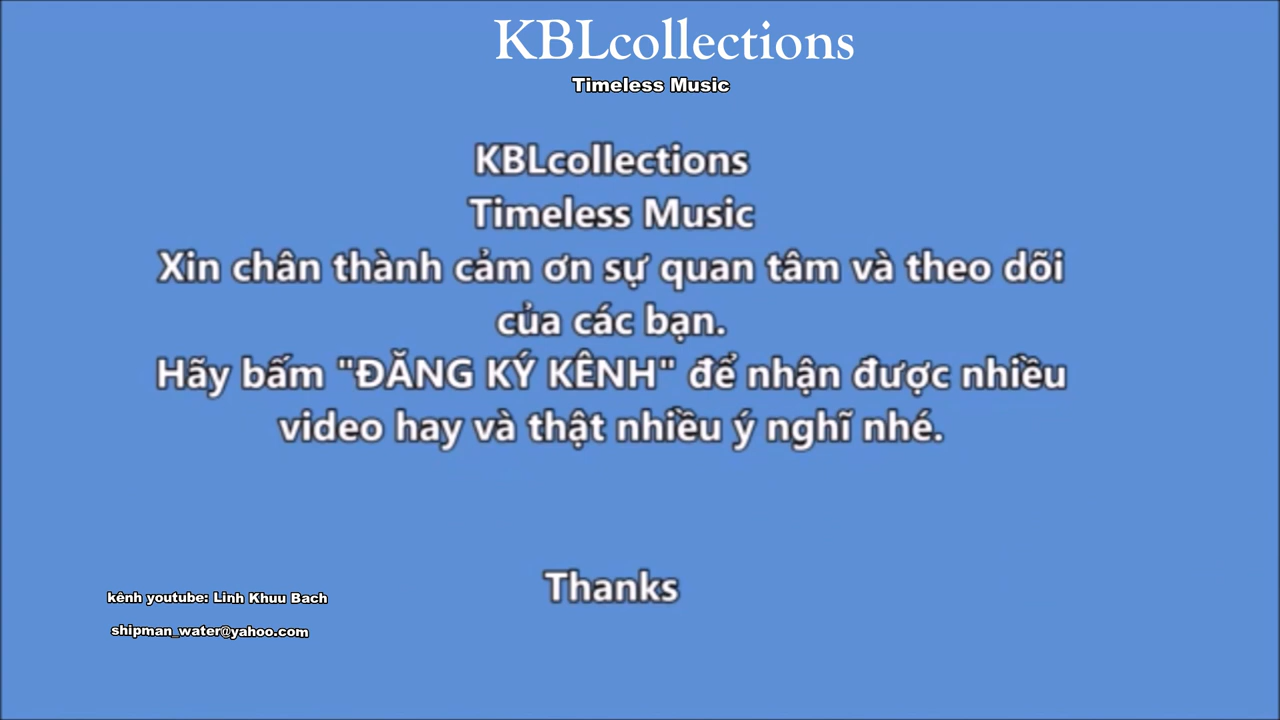 KBLcollections
Timeless Music
KBLcollections
Timeless Music
Xin chân thành cảm ơn sự quan tâm và theo dõi
của các bạn.
Hãy bấm "ĐĂNG KÝ KÊNH" để nhận được nhiều
video hay và thật nhiều ý nghĩ nhé.
Thanks
kênh youtube: Linh Khuu Bach
shipman_water@yahoo.com